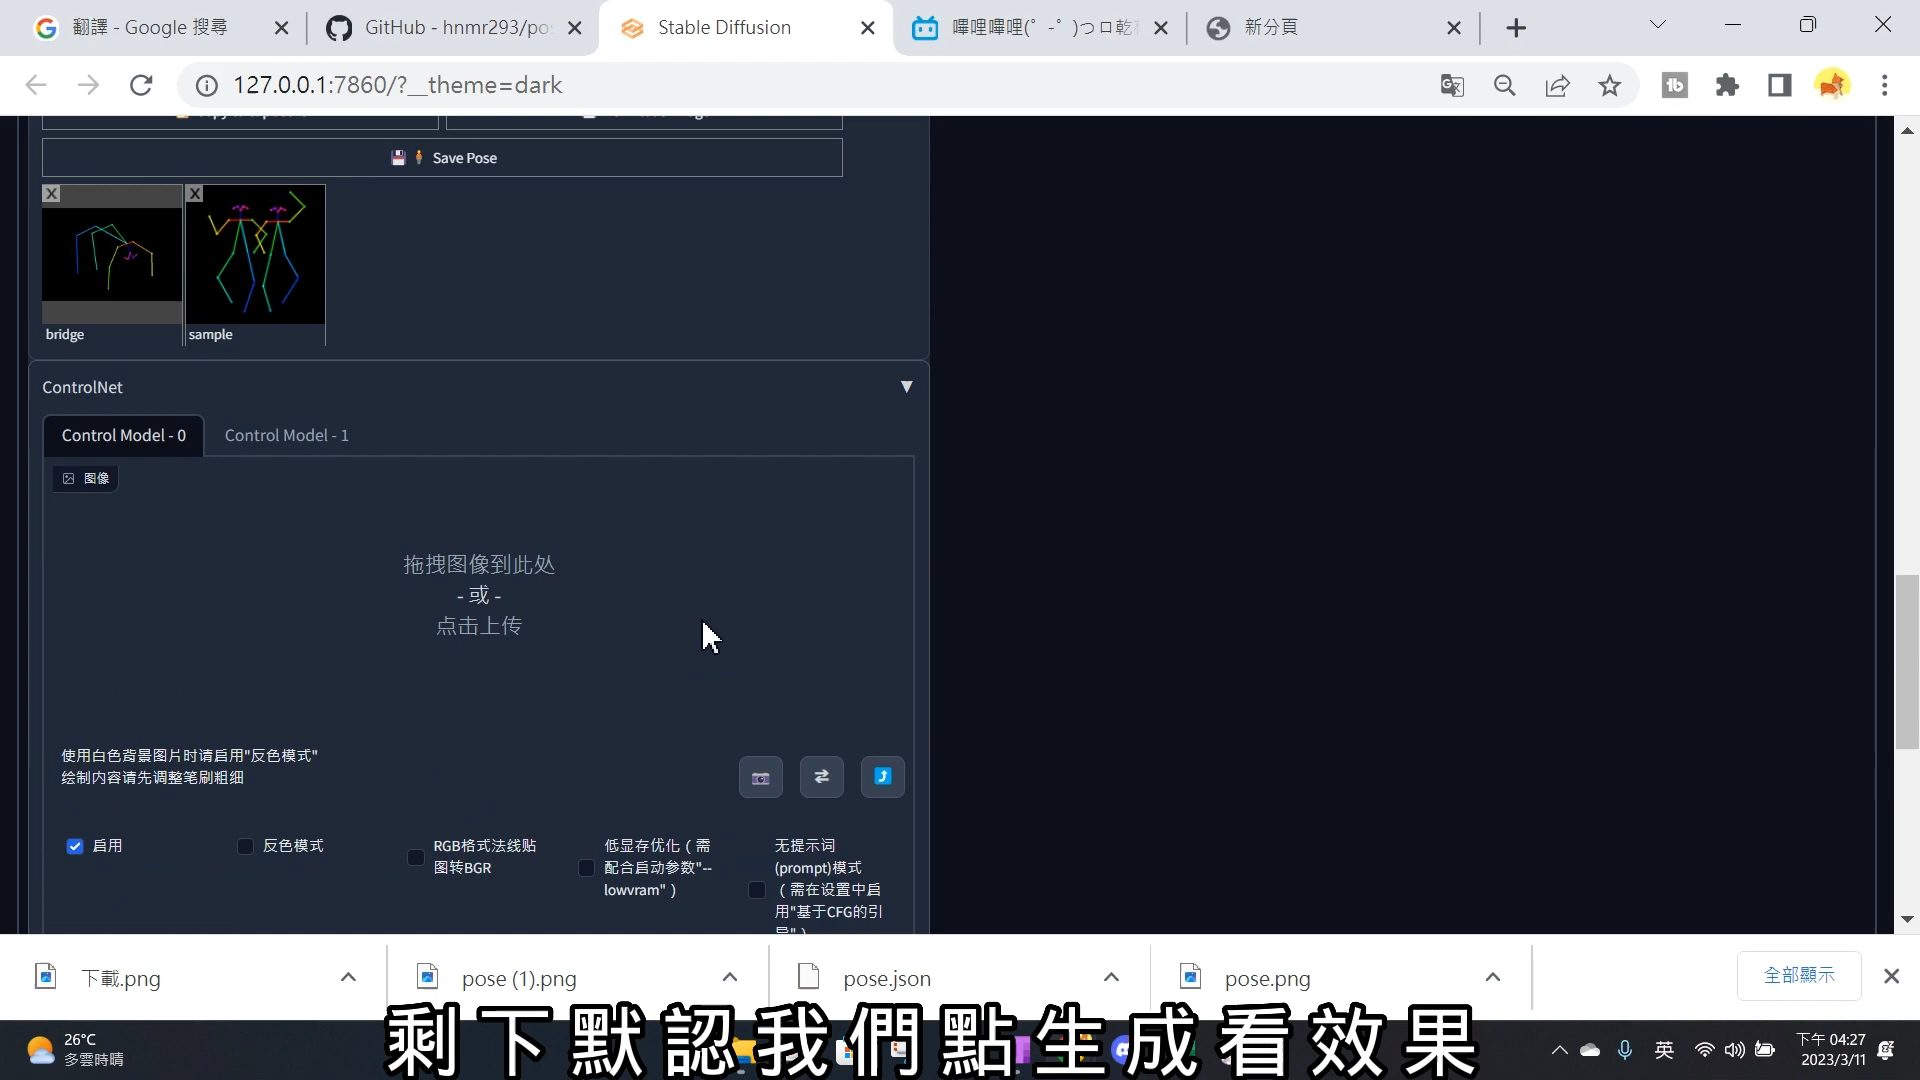 翻譯 - Google 搜尋
GitHub - hnmr293/pos
Stable Diffusion
嗶哩嗶哩(゜-゜)つロ乾
新分頁
127.0.0.1:7860/?__theme=dark
Save Pose
X
X
bridge
sample
ControlNet
Control Model - 0
Control Model - 1
图像
拖拽图像到此处
- 或 -
点击上传
使用白色背景图片时请启用"反色模式"
绘制内容请先调整笔刷粗细
启用
反色模式
RGB格式法线贴
图转BGR
低显存优化（需
配合启动参数"--
lowvram"）
无提示词
(prompt)模式
（需在设置中启
用"基于CFG的引
导"）
下載.png
pose (1).png
pose.json
pose.png
全部顯示
剩下默認我們點生成看效果
26°C
多雲時晴
英
下午 04:27
2023/3/11